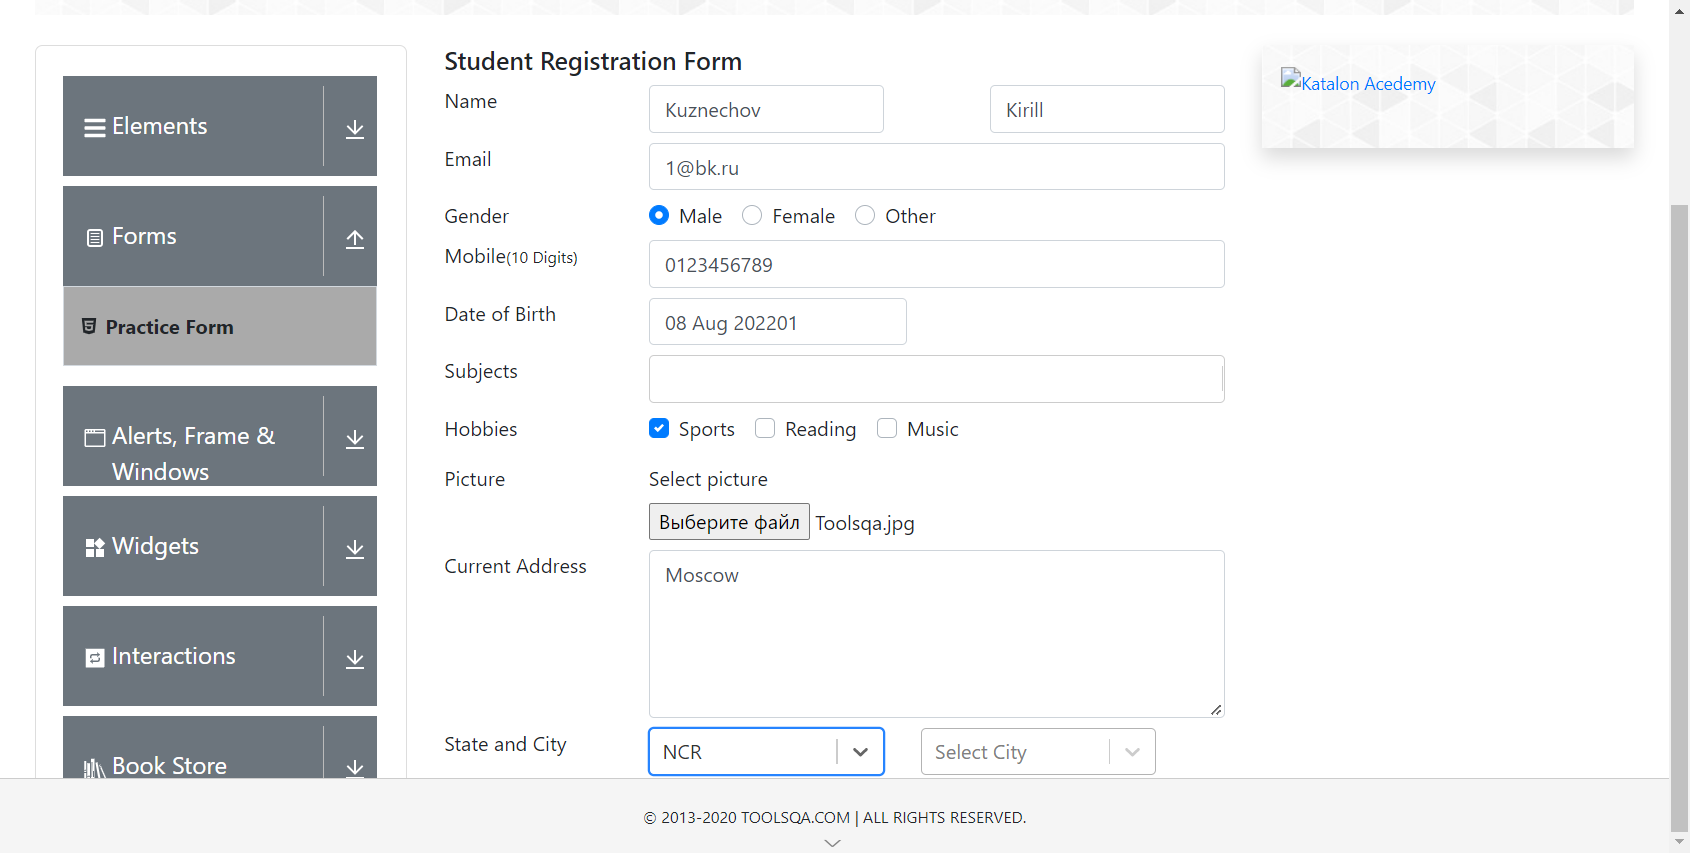 Elements
Forms
Practice Form
Alerts, Frame &
Windows
Widgets
Interactions
Book Store
Student Registration Form
Name Kuznechov Kirill
Email 1@bk.ru
Gender Male Female Other
Mobile(10 Digits) 0123456789
Date of Birth 08 Aug 202201
Subjects
Hobbies Sports Reading Music
Picture Select picture
Выберите файл Toolsqa.jpg
Current Address Moscow
State and City NCR Select City
Katalon Acedemy
© 2013-2020 TOOLSQA.COM | ALL RIGHTS RESERVED.